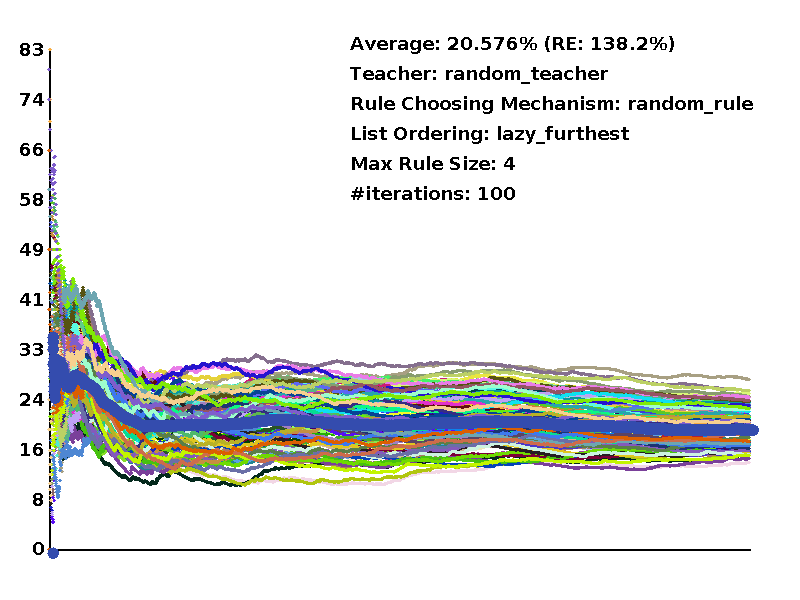 Average: 20.576% (RE: 138.2%)
Teacher: random_teacher
Rule Choosing Mechanism: random_rule
List Ordering: lazy_furthest
Max Rule Size: 4
#iterations: 100
83
74
66
58
49
41
33
24
16
8
0